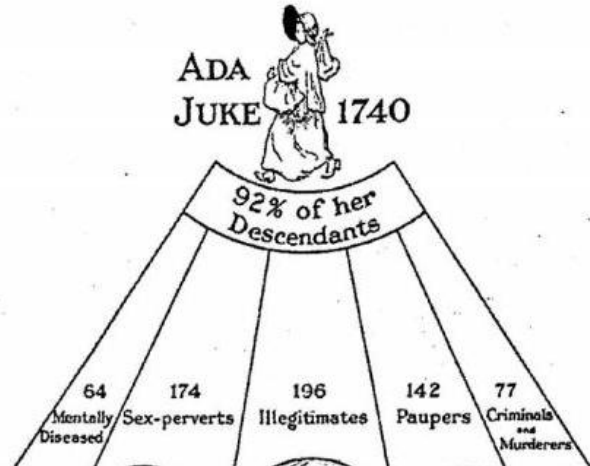 ADA
JUKE 1740
92% of her
Descendants
64 174 196 142 77
Mentally Diseased Sex-perverts Illegitimates Paupers Criminals and Murderers